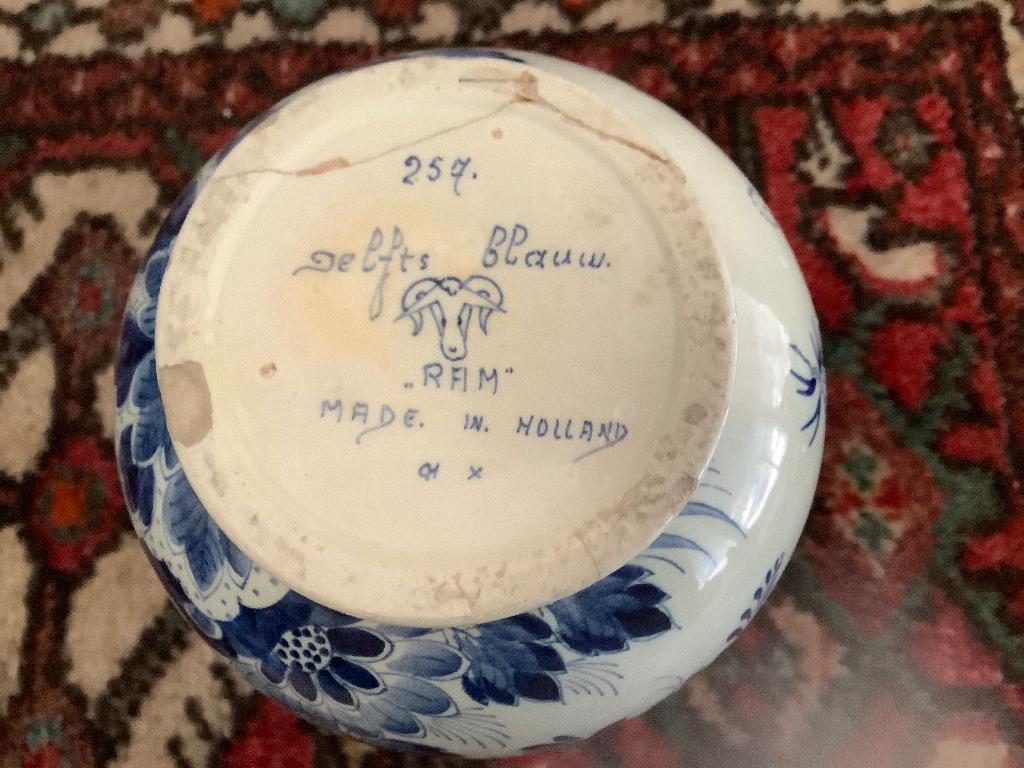 257.
Delfts blauw.
„RAM"
MADE. IN. HOLLAND